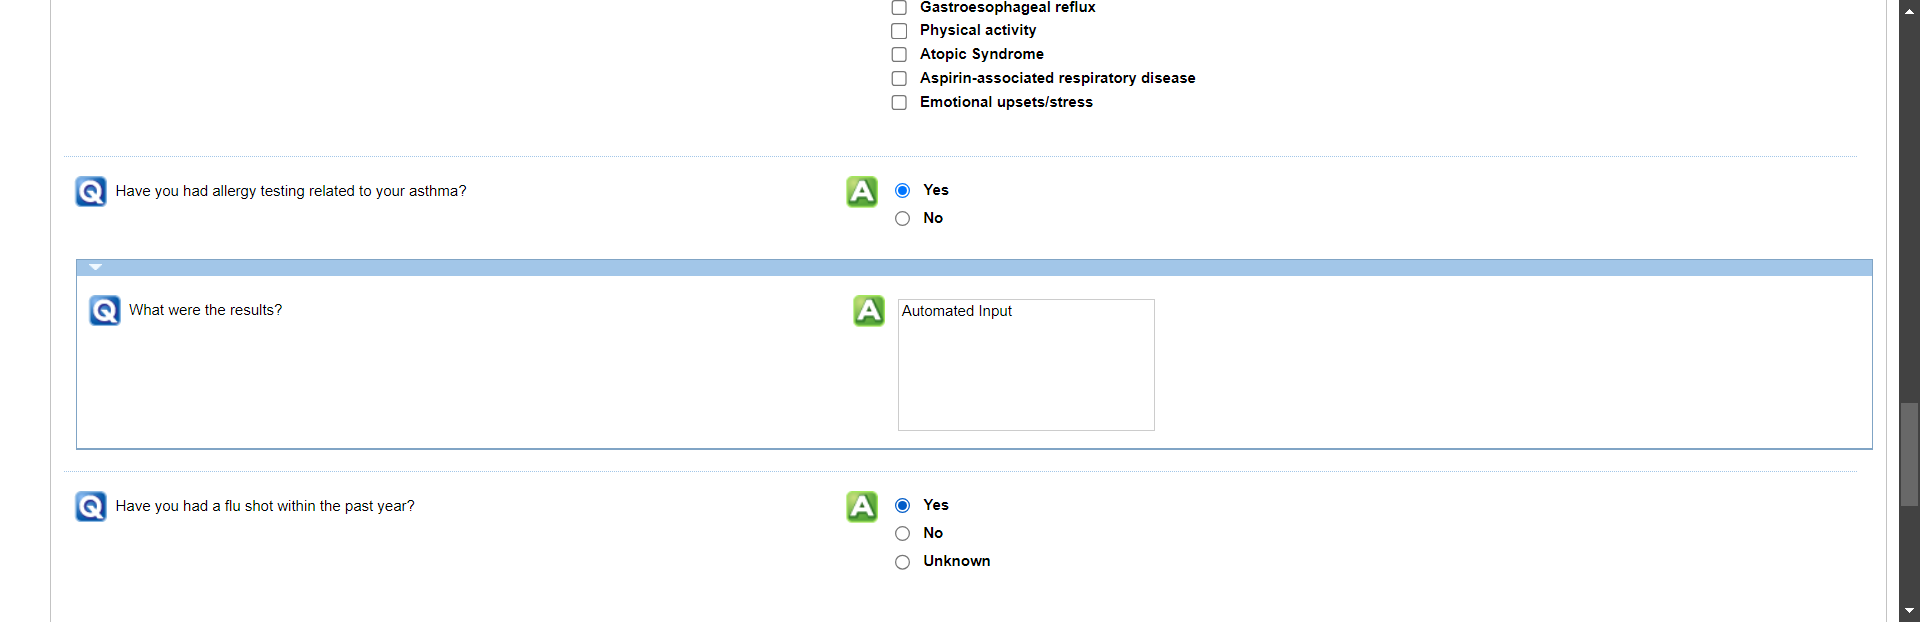 Gastroesophageal reflux
Physical activity
Atopic Syndrome
Aspirin-associated respiratory disease
Emotional upsets/stress
Q Have you had allergy testing related to your asthma?
A Yes
No
Q What were the results?
A Automated Input
Q Have you had a flu shot within the past year?
A Yes
No
Unknown